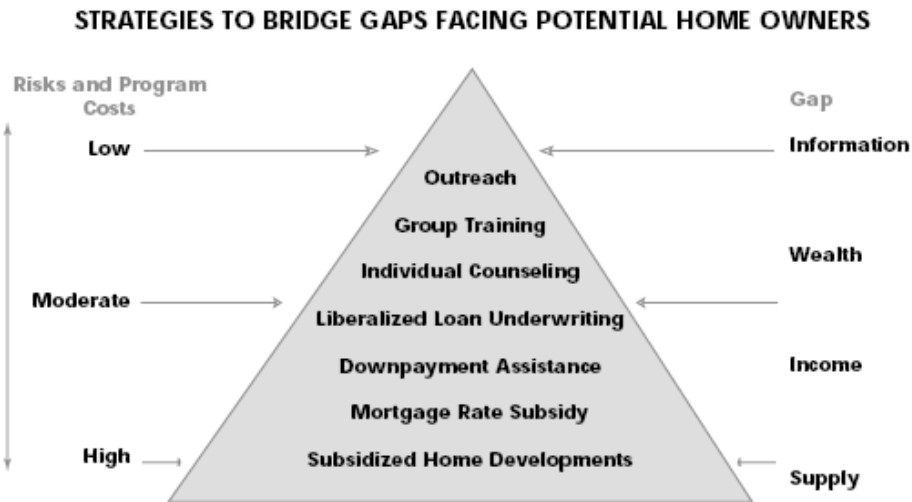 STRATEGIES TO BRIDGE GAPS FACING POTENTIAL HOME OWNERS
Risks and Program
Costs
Gap
Low
Information
Outreach
Group Training
Wealth
Individual Counseling
Moderate
Liberalized Loan Underwriting
Downpayment Assistance
Income
Mortgage Rate Subsidy
High
Subsidized Home Developments
Supply